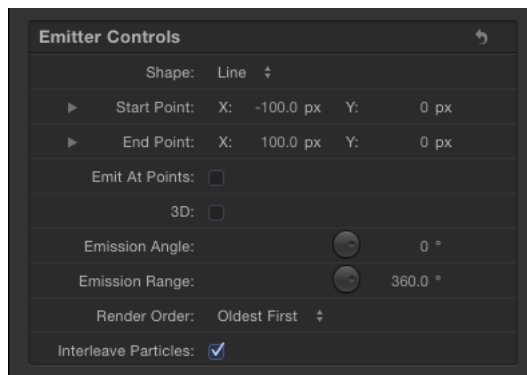 Emitter Controls
Shape: Line
Start Point: X: -100.0 px Y: 0 px
End Point: X: 100.0 px Y: 0 px
Emit At Points:
3D:
Emission Angle: 0 °
Emission Range: 360.0 °
Render Order: Oldest First
Interleave Particles: